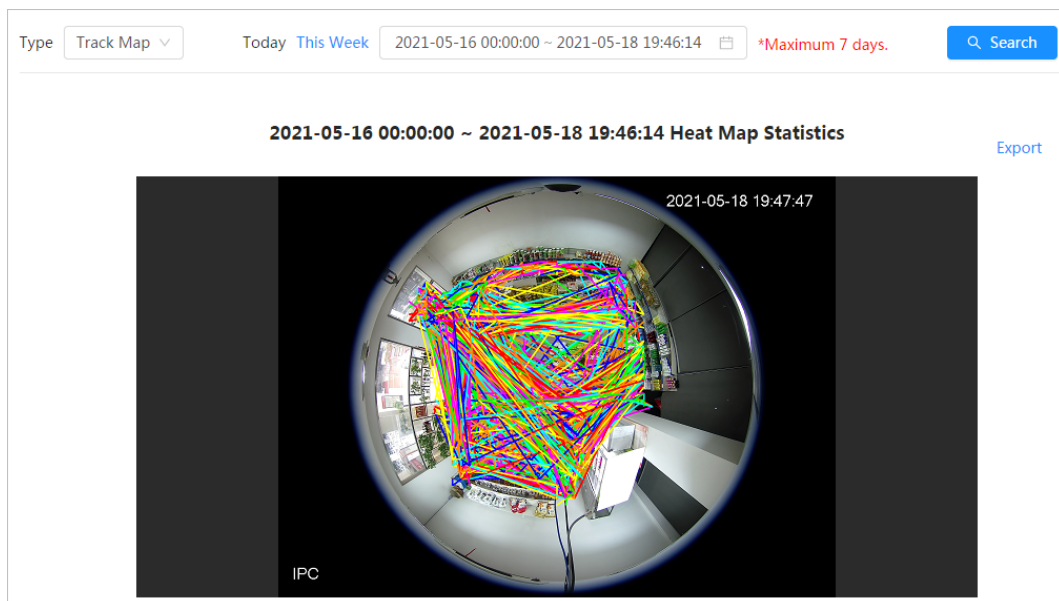 Type Track Map Today This Week 2021-05-16 00:00:00 ~ 2021-05-18 19:46:14 *Maximum 7 days. Search
2021-05-16 00:00:00 ~ 2021-05-18 19:46:14 Heat Map Statistics
Export
2021-05-18 19:47:47
IPC